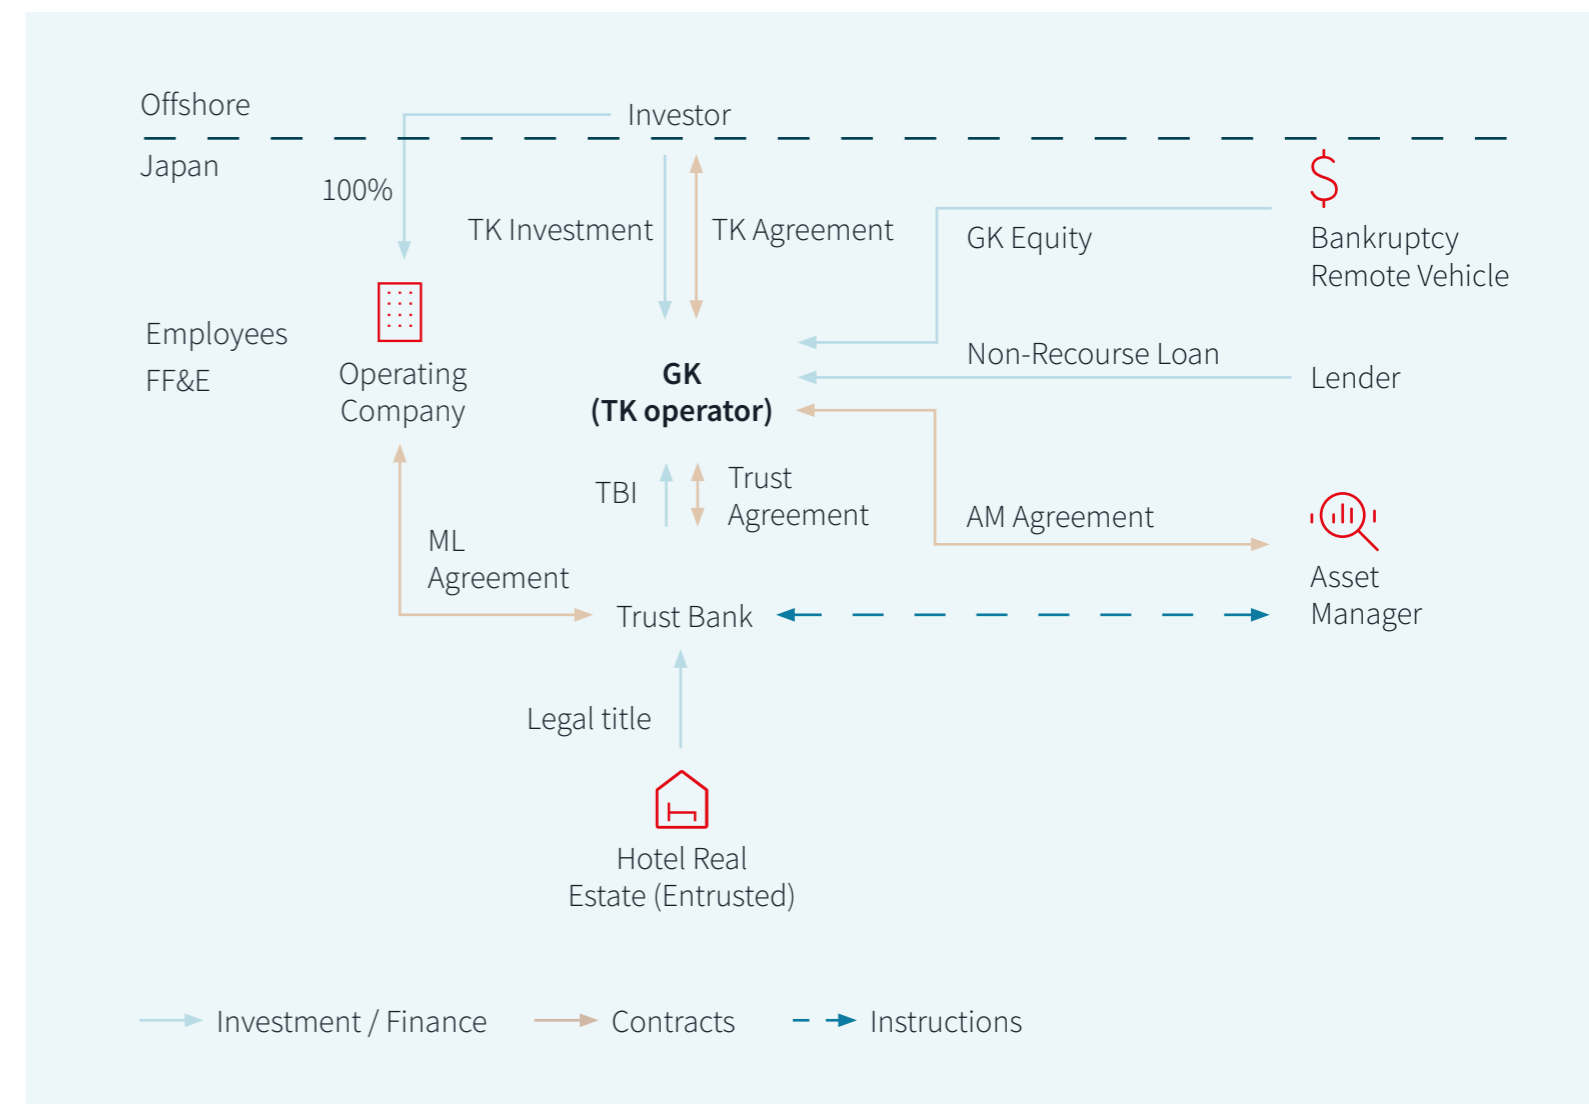 Offshore
Investor
Japan
100%
TK Investment
TK Agreement
GK Equity
$
Bankruptcy
Remote Vehicle
Employees
FF&E
Operating
Company
GK
(TK operator)
Non-Recourse Loan
Lender
TBI
Trust
Agreement
AM Agreement
ML
Agreement
Asset
Manager
Trust Bank
Legal title
Hotel Real
Estate (Entrusted)
Investment / Finance
Contracts
Instructions